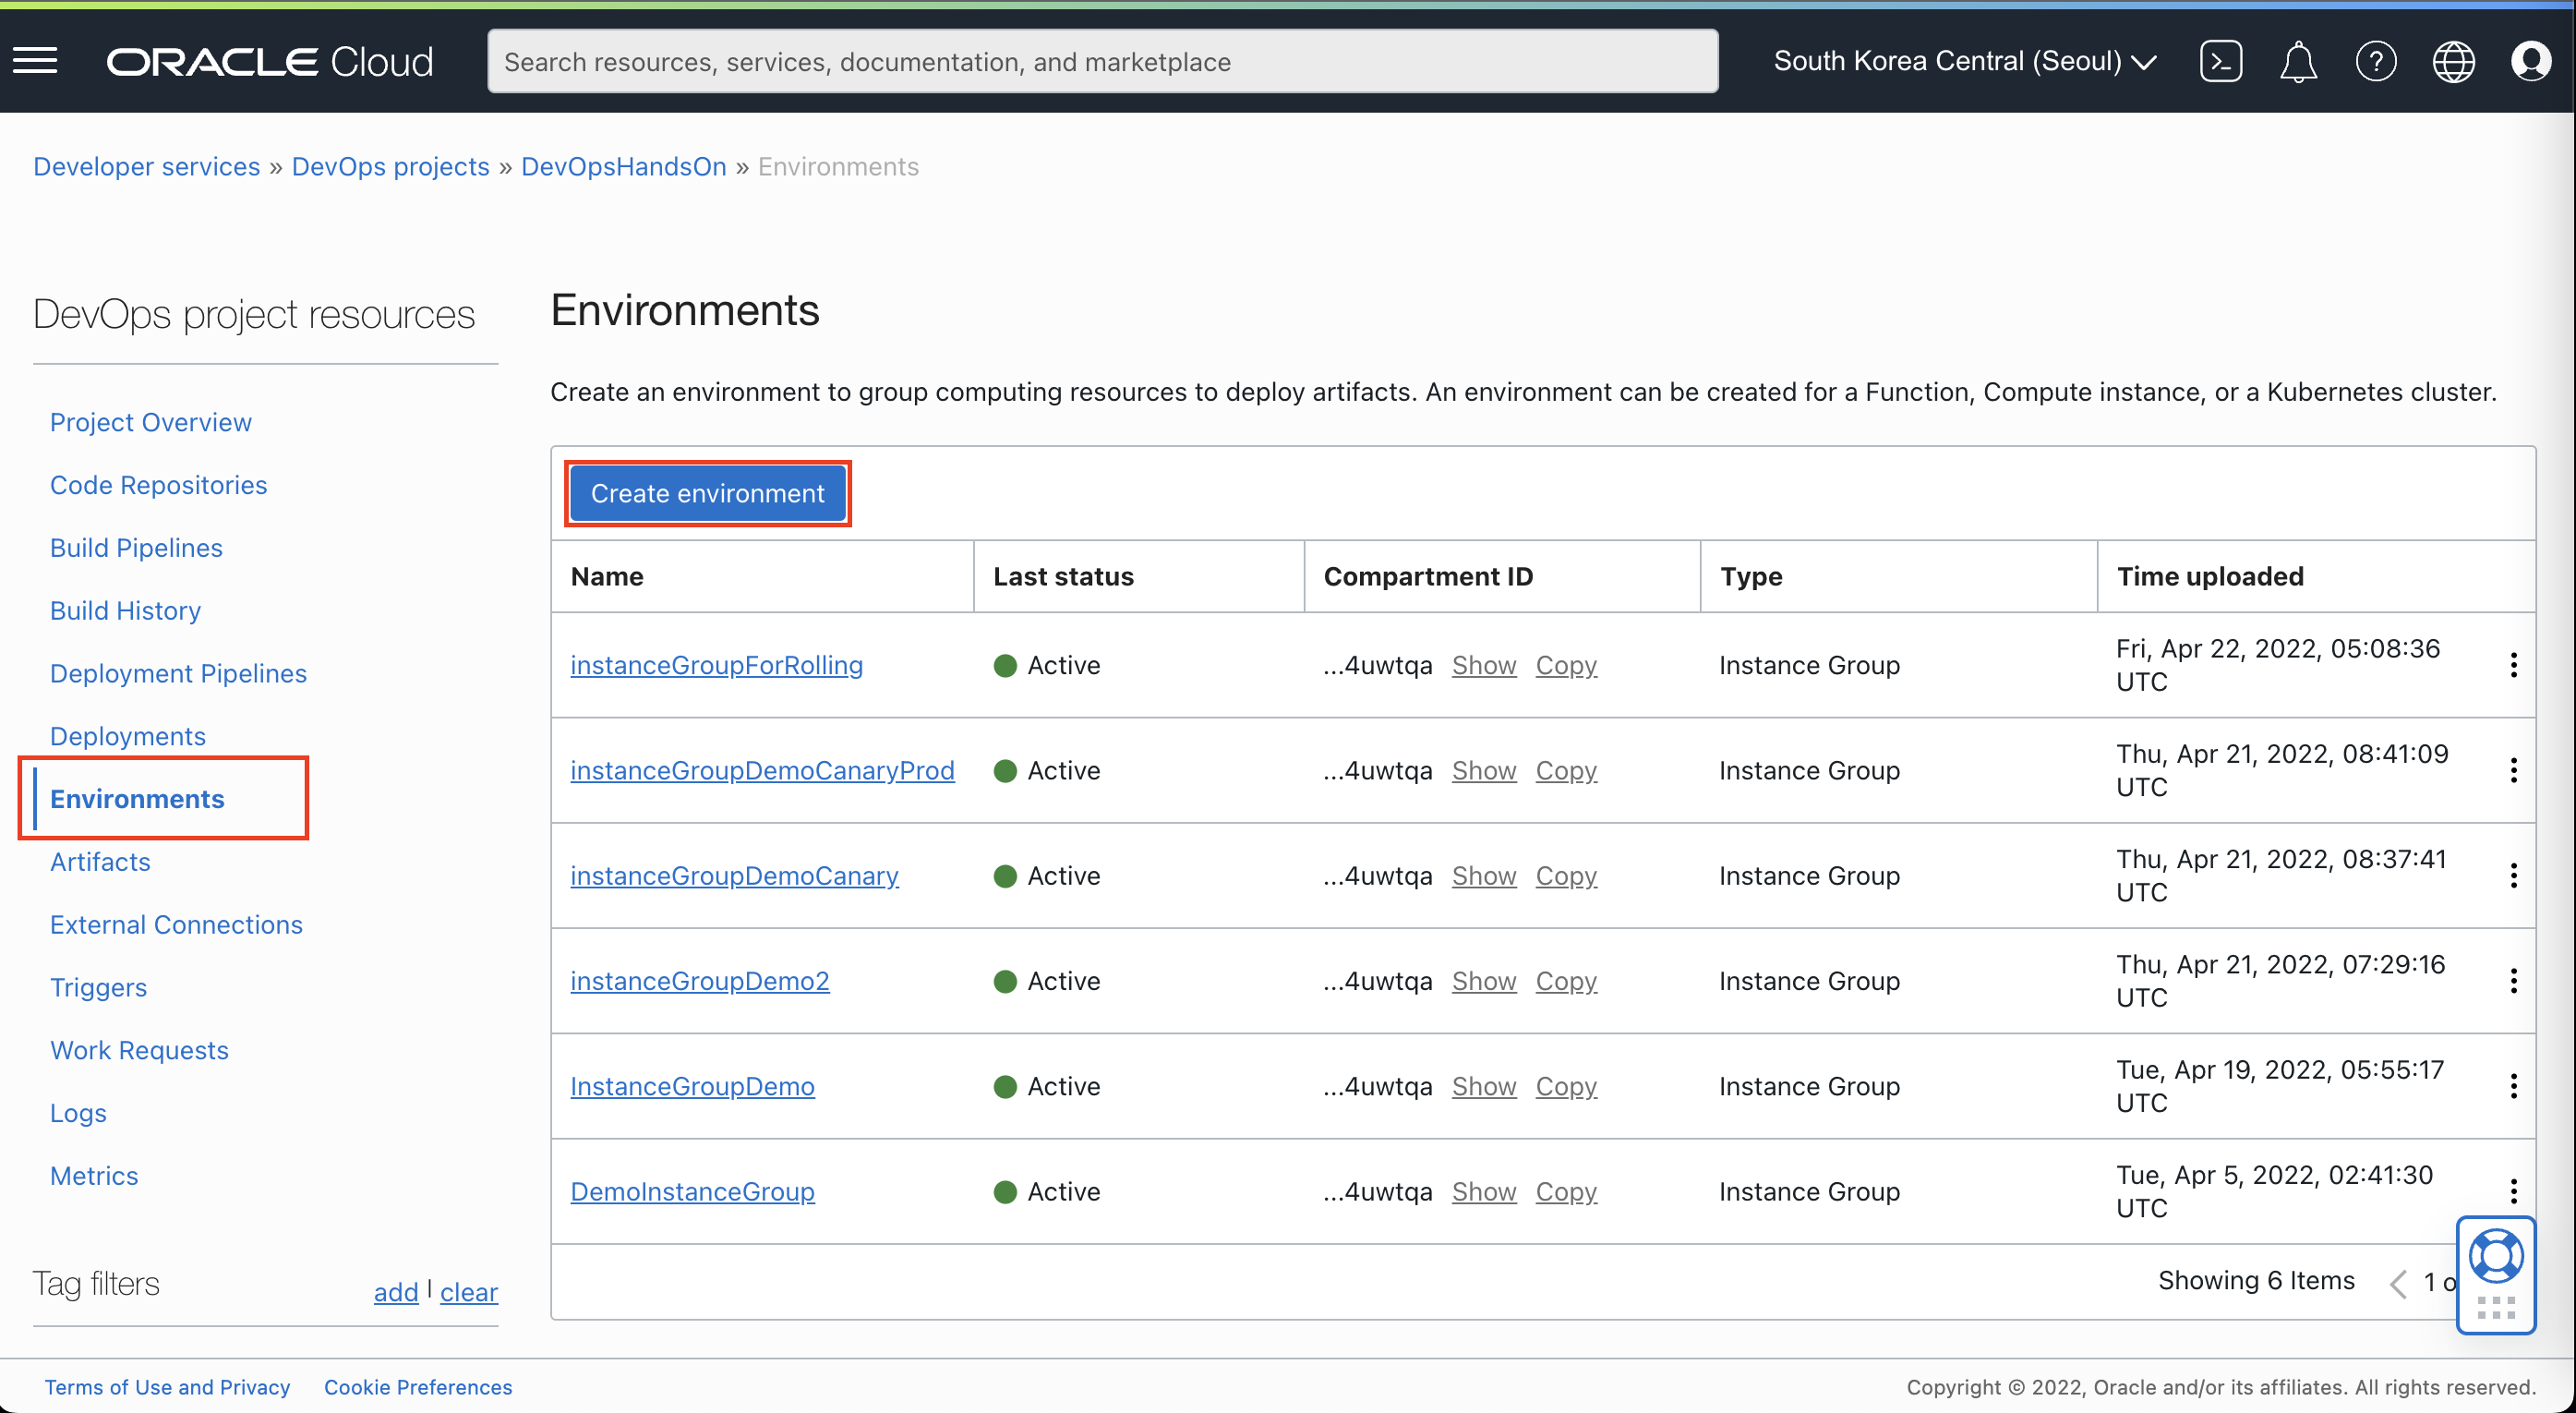 ORACLE Cloud
Search resources, services, documentation, and marketplace
South Korea Central (Seoul)
Developer services » DevOps projects » DevOpsHandsOn » Environments
DevOps project resources
Project Overview
Code Repositories
Build Pipelines
Build History
Deployment Pipelines
Deployments
Environments
Artifacts
External Connections
Triggers
Work Requests
Logs
Metrics
Tag filters
add | clear
Environments
Create an environment to group computing resources to deploy artifacts. An environment can be created for a Function, Compute instance, or a Kubernetes cluster.
Create environment
Name Last status Compartment ID Type Time uploaded
instanceGroupForRolling Active ...4uwtqa Show Copy Instance Group Fri, Apr 22, 2022, 05:08:36
UTC
instanceGroupDemoCanaryProd Active ...4uwtqa Show Copy Instance Group Thu, Apr 21, 2022, 08:41:09
UTC
instanceGroupDemoCanary Active ...4uwtqa Show Copy Instance Group Thu, Apr 21, 2022, 08:37:41
UTC
instanceGroupDemo2 Active ...4uwtqa Show Copy Instance Group Thu, Apr 21, 2022, 07:29:16
UTC
InstanceGroupDemo Active ...4uwtqa Show Copy Instance Group Tue, Apr 19, 2022, 05:55:17
UTC
DemoInstanceGroup Active ...4uwtqa Show Copy Instance Group Tue, Apr 5, 2022, 02:41:30
UTC
Showing 6 Items 1
Terms of Use and Privacy Cookie Preferences
Copyright © 2022, Oracle and/or its affiliates. All rights reserved.